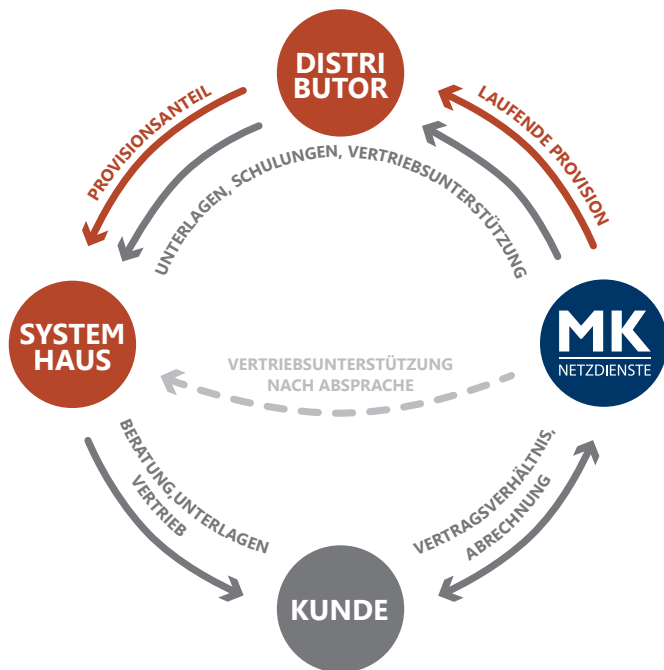 DISTRI
BUTOR
PROVISIONSANTEIL
LAUFENDE PROVISION
UNTERLAGEN, SCHULUNGEN, VERTRIEBSUNTERSTÜTZUNG
SYSTEM
HAUS
MK
NETZDIENSTE
VERTRIEBSUNTERSTÜTZUNG
NACH ABSPRACHE
BERATUNG,UNTERLAGEN
VERTRIEB
VERTRAGSVERHÄLTNIS,
ABRECHNUNG
KUNDE